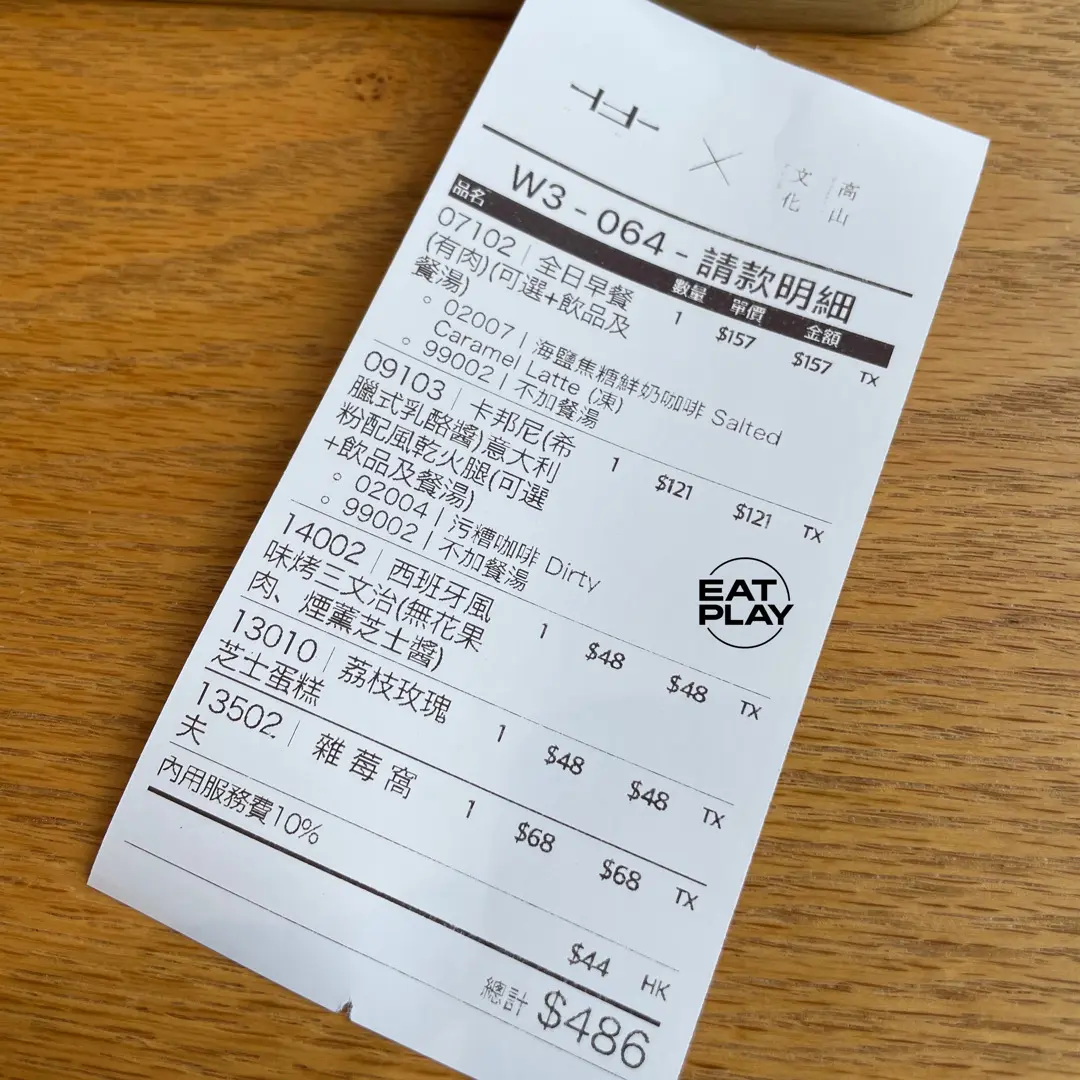 高山
文化
W3 - 064 - 請款明細
品名 數量 單價 金額
07102 | 全日早餐 1 $157 $157 TX
(有肉)(可選+飲品及
餐湯)
◦ 02007 | 海鹽焦糖鮮奶咖啡 Salted
Caramel Latte (凍)
◦ 99002 | 不加餐湯
09103 | 卡邦尼(希 1 $121 $121 TX
臘式乳酪醬)意大利
粉配風乾火腿(可選
+飲品及餐湯)
◦ 02004 | 污糟咖啡 Dirty
◦ 99002 | 不加餐湯
14002 | 西班牙風 1 $48 $48 TX
味烤三文治(無花果
肉、煙薰芝士醬)
13010 | 荔枝玫瑰 1 $48 $48 TX
芝士蛋糕
13502 | 雜莓窩 1 $68 $68 TX
夫
內用服務費10% $44 HK
總計 $486
EAT
PLAY